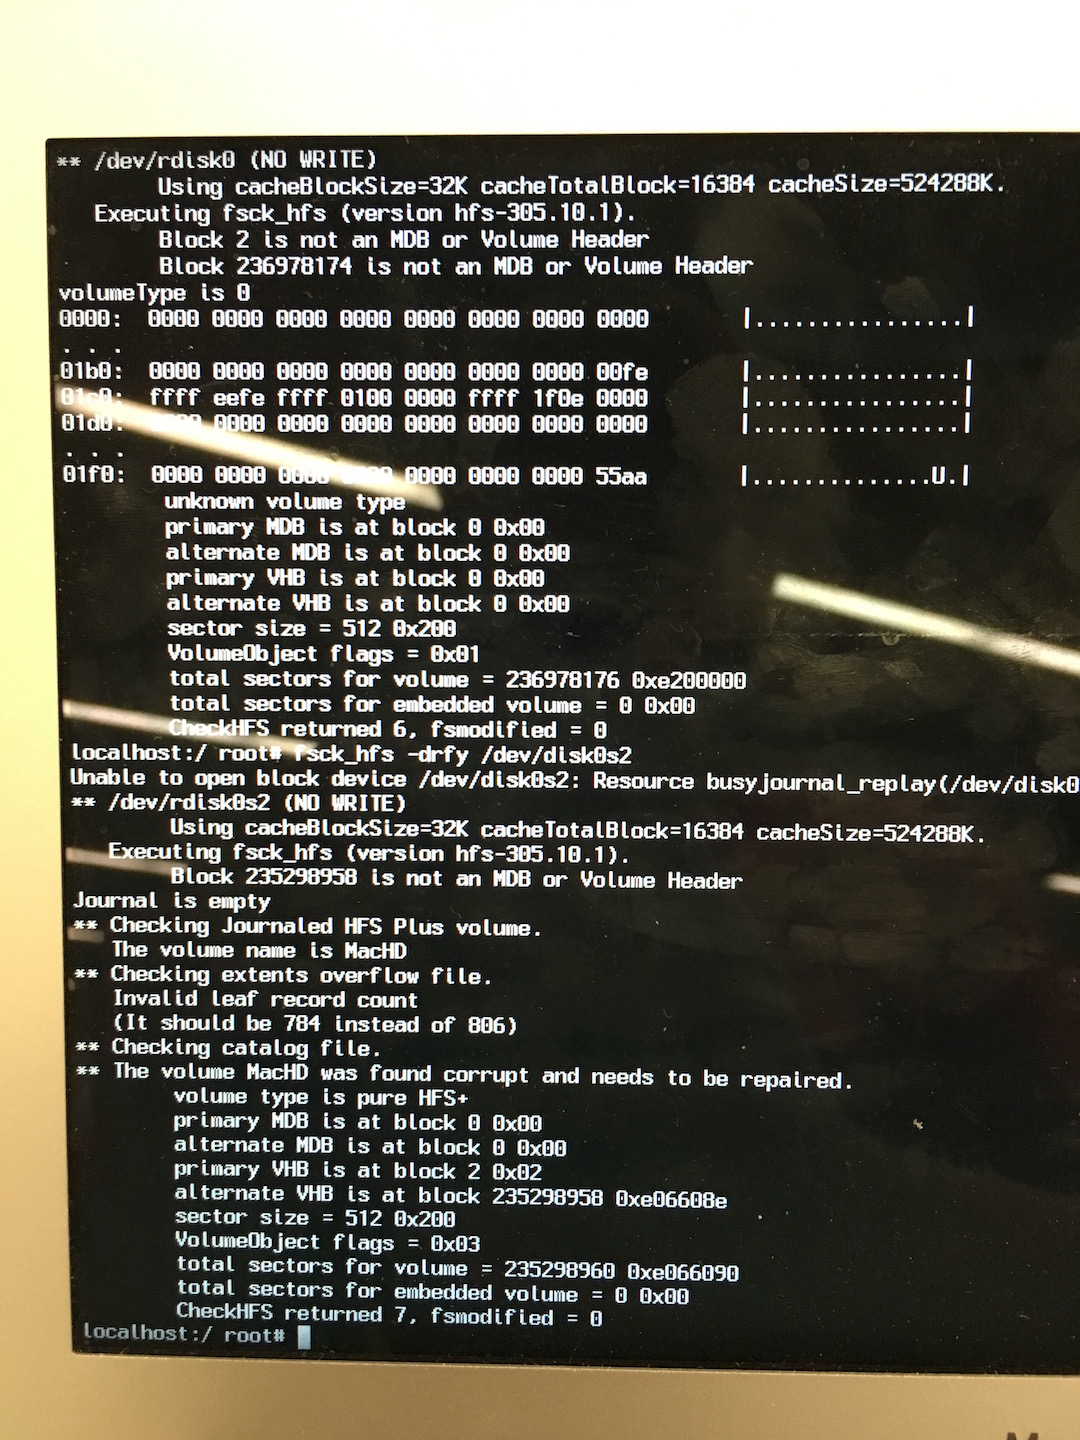 ** /dev/rdisk0 (NO WRITE)
Using cacheBlockSize=32K cacheTotalBlock=16384 cacheSize=524288K.
Executing fsck_hfs (version hfs-305.10.1).
Block 2 is not an MDB or Volume Header
Block 236978174 is not an MDB or Volume Header
volumeType is 0
0000: 0000 0000 0000 0000 0000 0000 0000 0000 |................|
. . .
01b0: 0000 0000 0000 0000 0000 0000 0000 00fe |................|
01c0: ffff eefe ffff 0100 0000 ffff 1f0e 0000 |................|
01d0: 0000 0000 0000 0000 0000 0000 0000 0000 |................|
. . .
01f0: 0000 0000 0000 0000 0000 0000 0000 55aa |..............U.|
unknown volume type
primary MDB is at block 0 0x00
alternate MDB is at block 0 0x00
primary VHB is at block 0 0x00
alternate VHB is at block 0 0x00
sector size = 512 0x200
VolumeObject flags = 0x01
total sectors for volume = 236978176 0xe200000
total sectors for embedded volume = 0 0x00
CheckHFS returned 6, fsmodified = 0
localhost:/ root# fsck_hfs -drfy /dev/disk0s2
Unable to open block device /dev/disk0s2: Resource busyjournal_replay(/dev/disk0
** /dev/rdisk0s2 (NO WRITE)
Using cacheBlockSize=32K cacheTotalBlock=16384 cacheSize=524288K.
Executing fsck_hfs (version hfs-305.10.1).
Block 235298958 is not an MDB or Volume Header
Journal is empty
** Checking Journaled HFS Plus volume.
The volume name is MacHD
** Checking extents overflow file.
Invalid leaf record count
(It should be 784 instead of 806)
** Checking catalog file.
** The volume MacHD was found corrupt and needs to be repaired.
volume type is pure HFS+
primary MDB is at block 0 0x00
alternate MDB is at block 0 0x00
primary VHB is at block 2 0x02
alternate VHB is at block 235298958 0xe06608e
sector size = 512 0x200
VolumeObject flags = 0x03
total sectors for volume = 235298960 0xe066090
total sectors for embedded volume = 0 0x00
CheckHFS returned 7, fsmodified = 0
localhost:/ root#